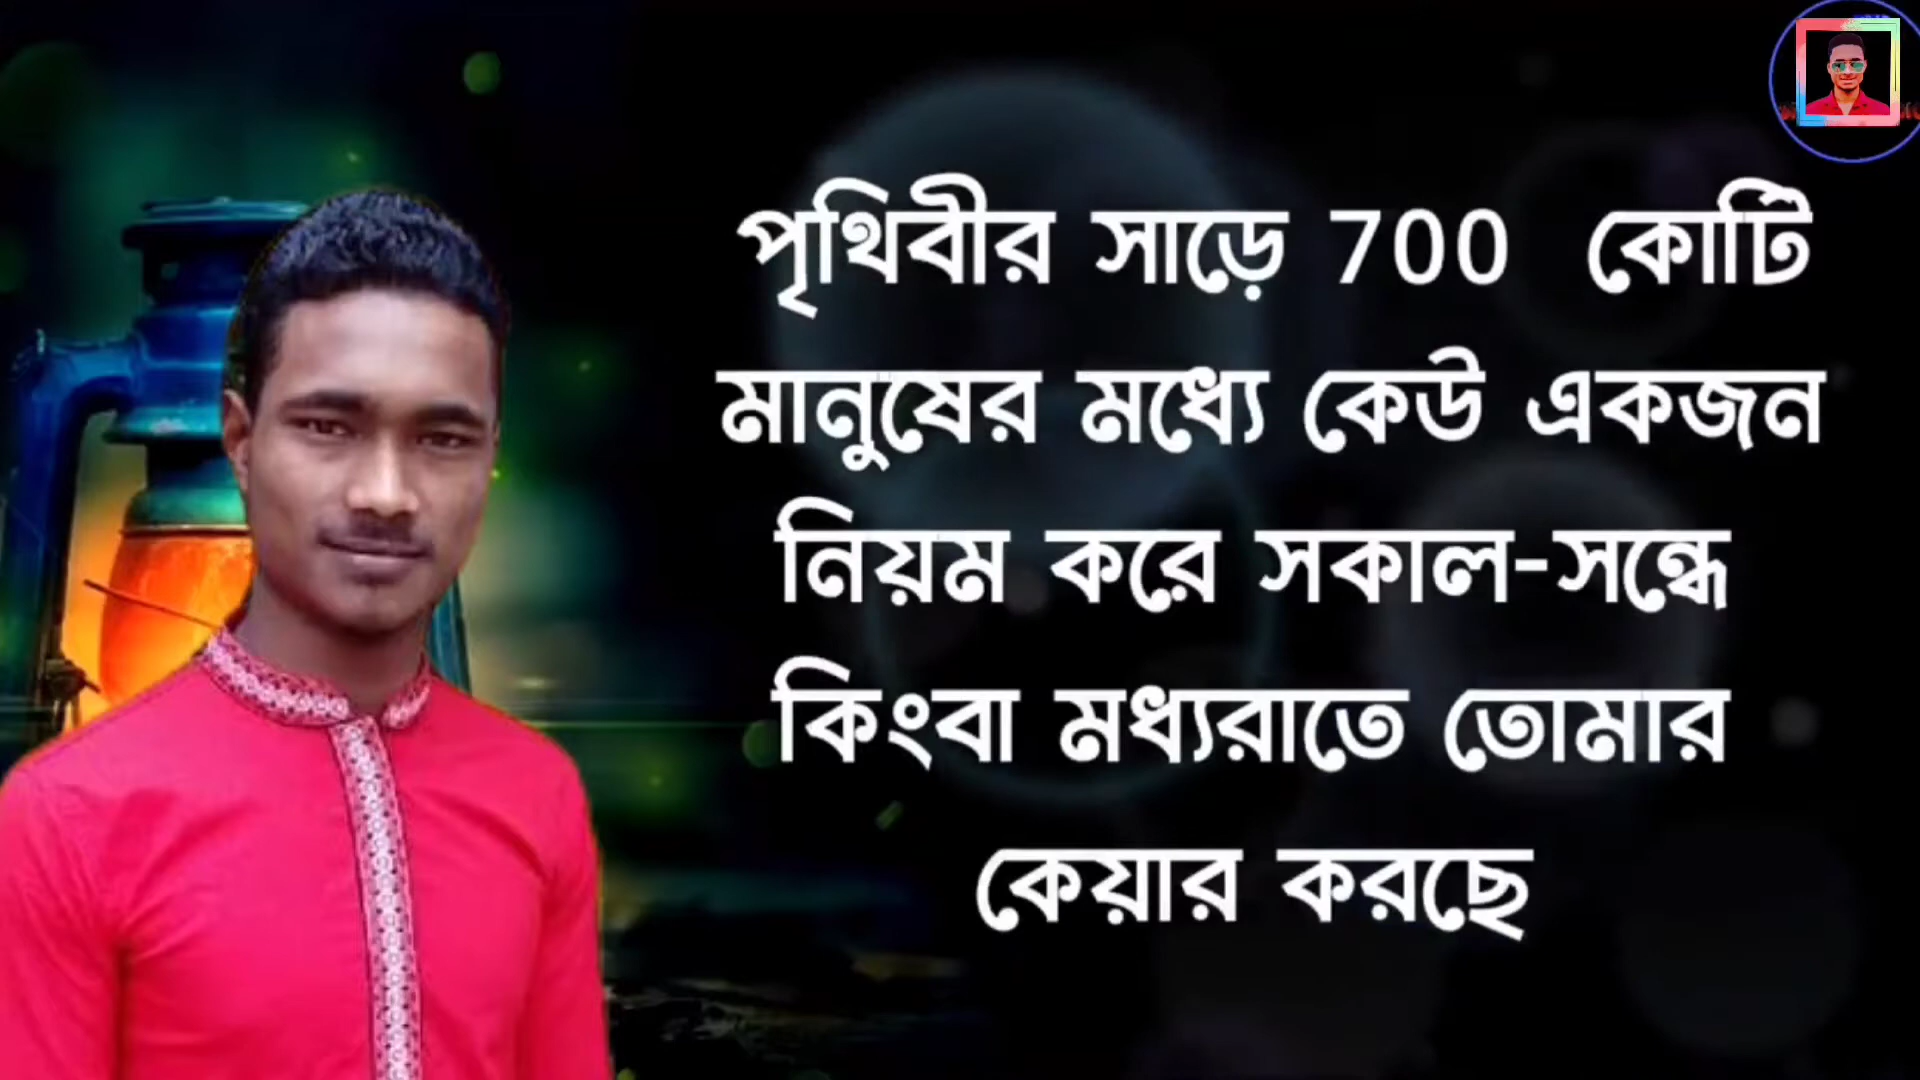 পৃথিবীর সাড়ে 700 কোটি
মানুষের মধ্যে কেউ একজন
নিয়ম করে সকাল-সন্ধে
কিংবা মধ্যরাতে তোমার
কেয়ার করছে